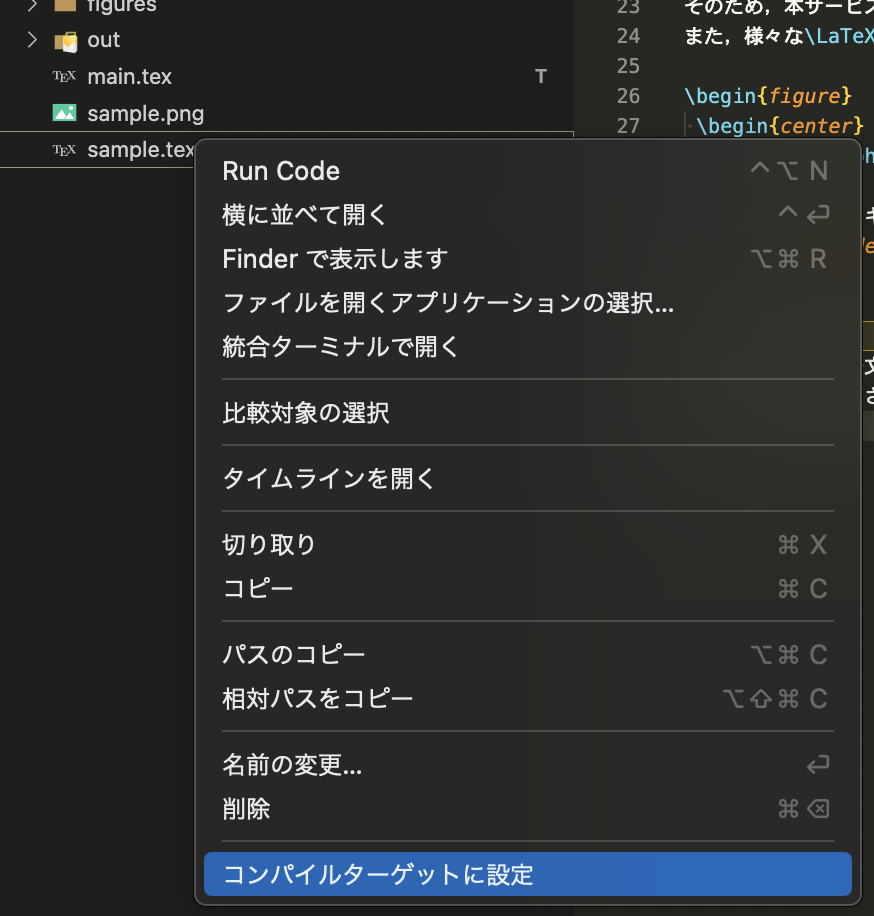 figures
out
TEX main.tex T
sample.png
TEX sample.tex
23 そのため，本サービス
24 また，様々な\LaTeX
25
26 \begin{figure}
27 \begin{center}
Run Code ^⌥ N
横に並べて開く ^⏎
Finder で表示します ⌥⌘ R
ファイルを開くアプリケーションの選択...
統合ターミナルで開く
比較対象の選択
タイムラインを開く
切り取り ⌘ X
コピー ⌘ C
パスのコピー ⌥⌘ C
相対パスをコピー ⌥⇧⌘ C
名前の変更... ⏎
削除 ⌘⌫
コンパイルターゲットに設定